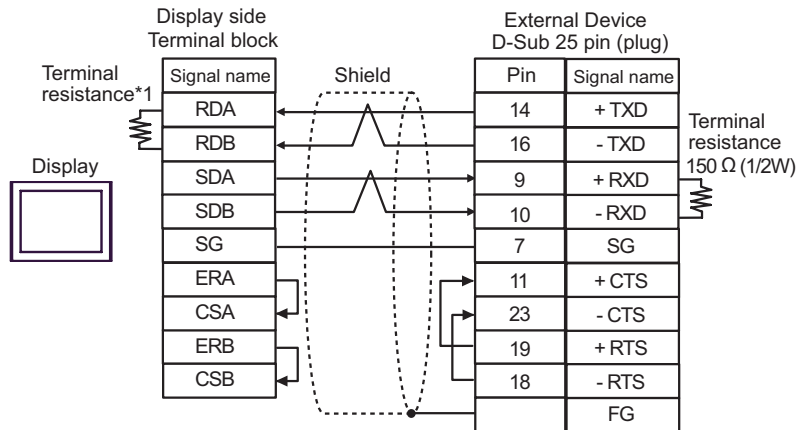 Display side
Terminal block
External Device
D-Sub 25 pin (plug)
Terminal
resistance*1
Signal name
Shield
Pin
Signal name
RDA
14
+ TXD
Terminal
resistance
150 Ω (1/2W)
RDB
16
- TXD
Display
SDA
9
+ RXD
SDB
10
- RXD
SG
7
SG
ERA
11
+ CTS
CSA
23
- CTS
ERB
19
+ RTS
CSB
18
- RTS
FG